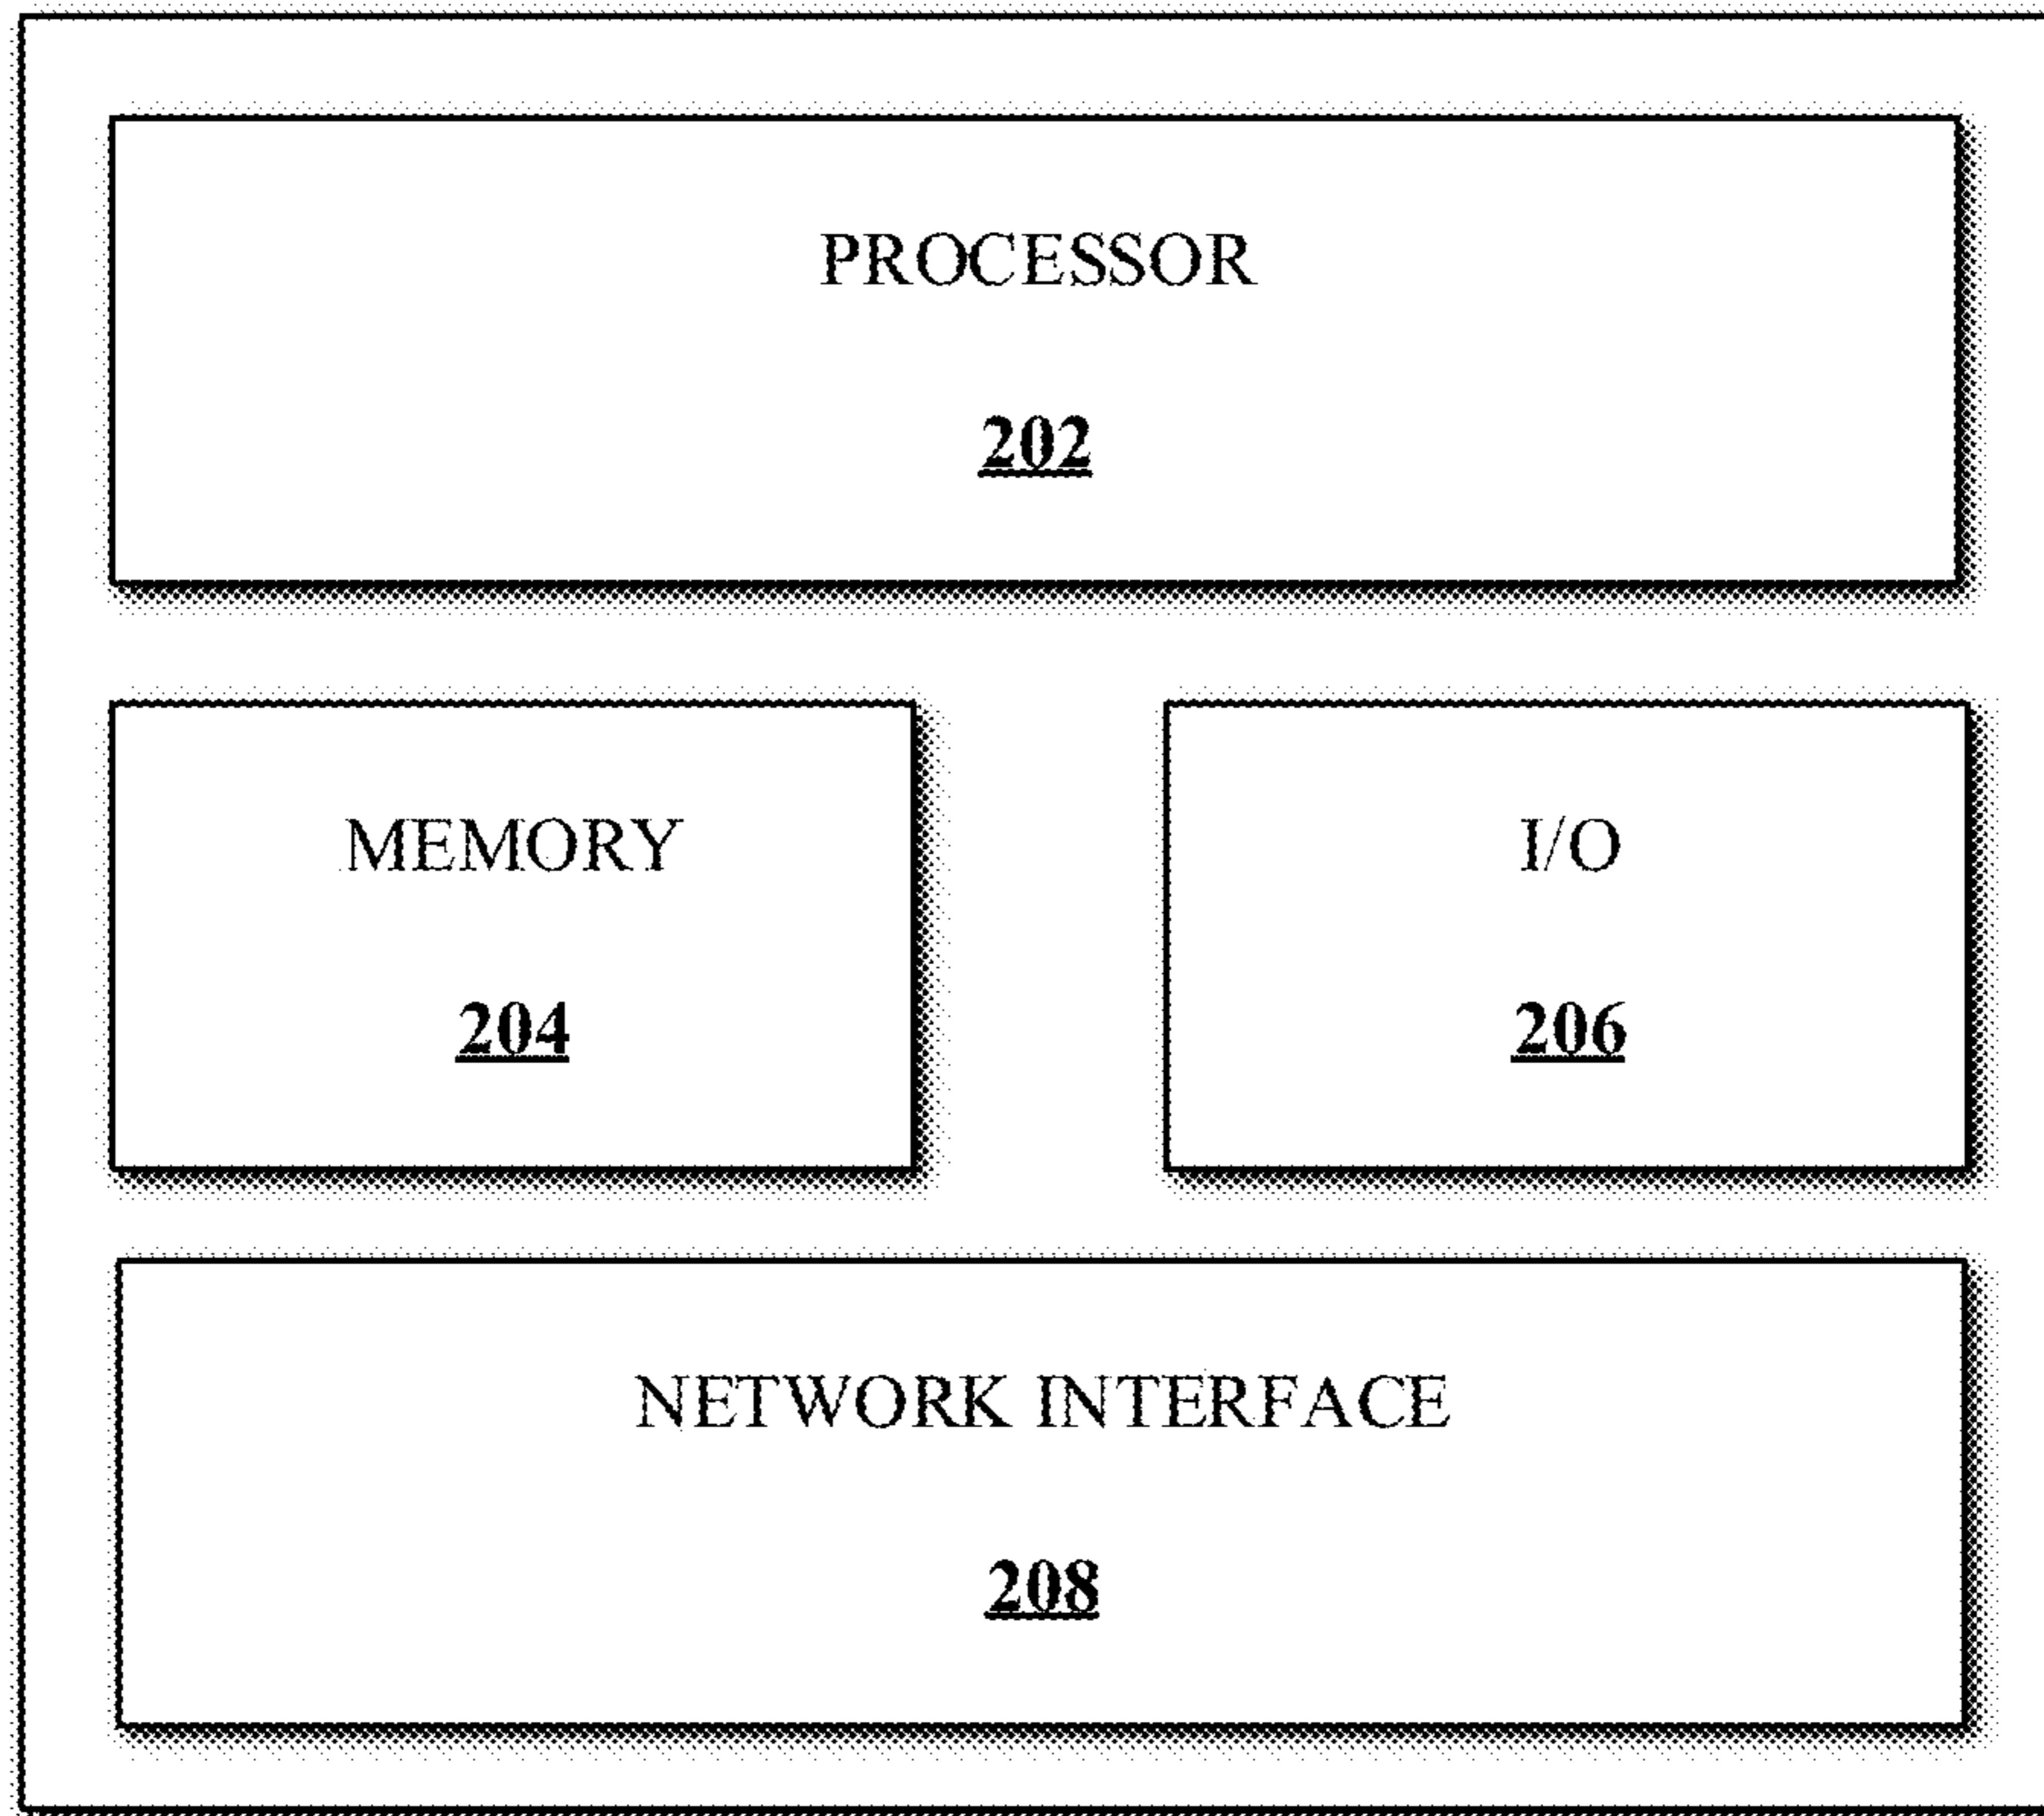 PROCESSOR
202
MEMORY
204
I/O
206
NETWORK INTERFACE
208